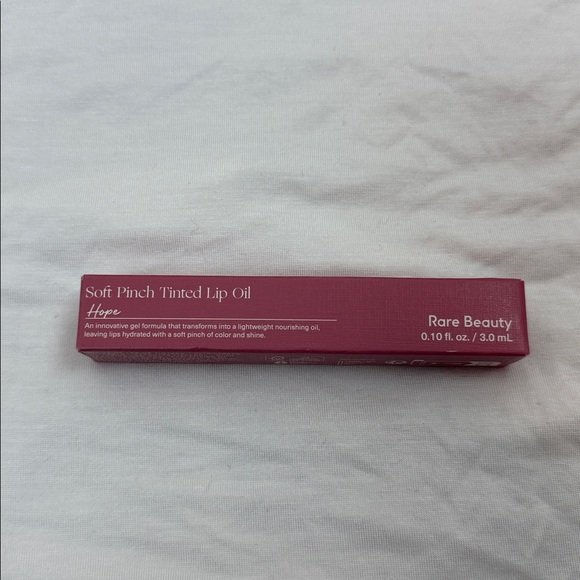 Soft Pinch Tinted Lip Oil
Hope
An innovative gel formula that transforms into a lightweight nourishing oil,
leaving lips hydrated with a soft pinch of color and shine.
Rare Beauty
0.10 fl. oz. / 3.0 mL